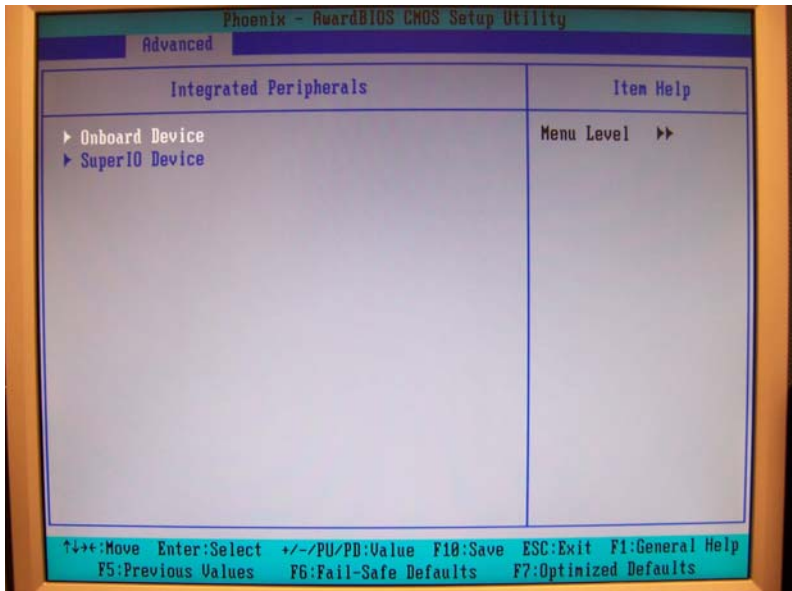 Phoenix - AwardBIOS CMOS Setup Utility
Advanced
Integrated Peripherals
Item Help
▶ Onboard Device
▶ SuperIO Device
Menu Level ▶▶
↑↓→←:Move Enter:Select +/-/PU/PD:Value F10:Save ESC:Exit F1:General Help
F5:Previous Values F6:Fail-Safe Defaults F7:Optimized Defaults